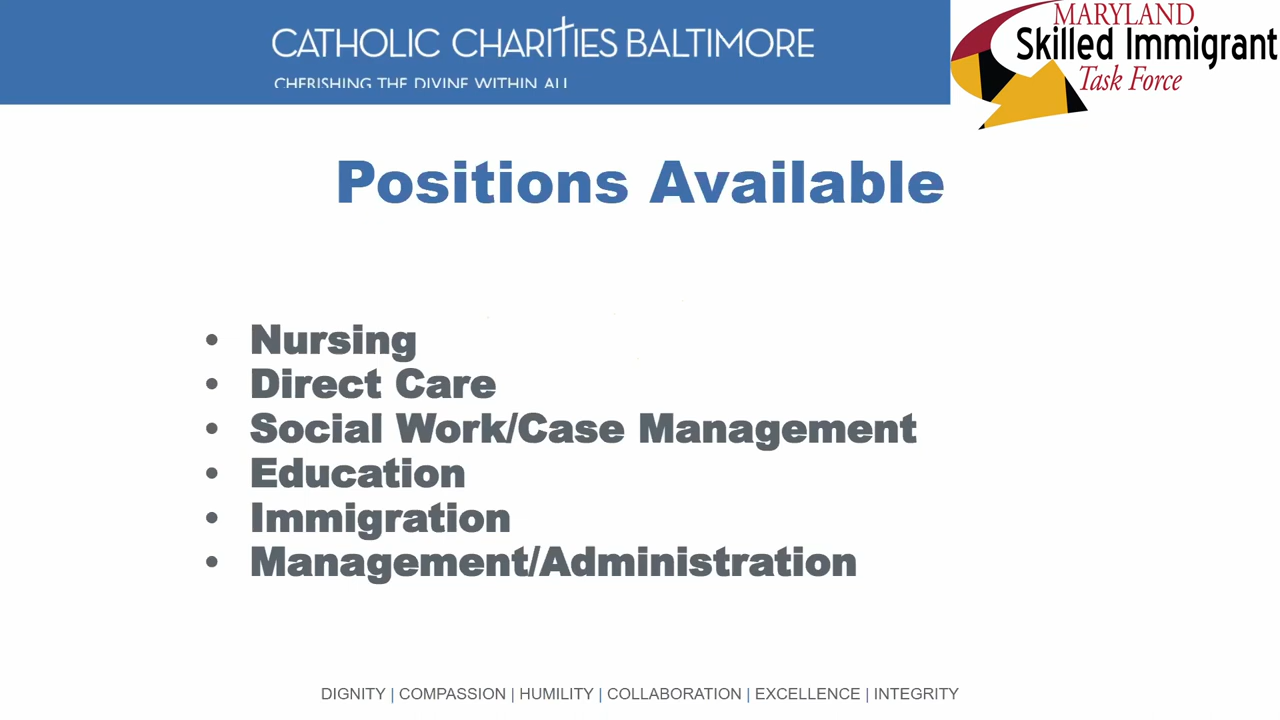 CATHOLIC CHARITIES BALTIMORE
CHERISHING THE DIVINE WITHIN ALL
MARYLAND
Skilled Immigrant
Task Force
Positions Available
• Nursing
• Direct Care
• Social Work/Case Management
• Education
• Immigration
• Management/Administration
DIGNITY | COMPASSION | HUMILITY | COLLABORATION | EXCELLENCE | INTEGRITY